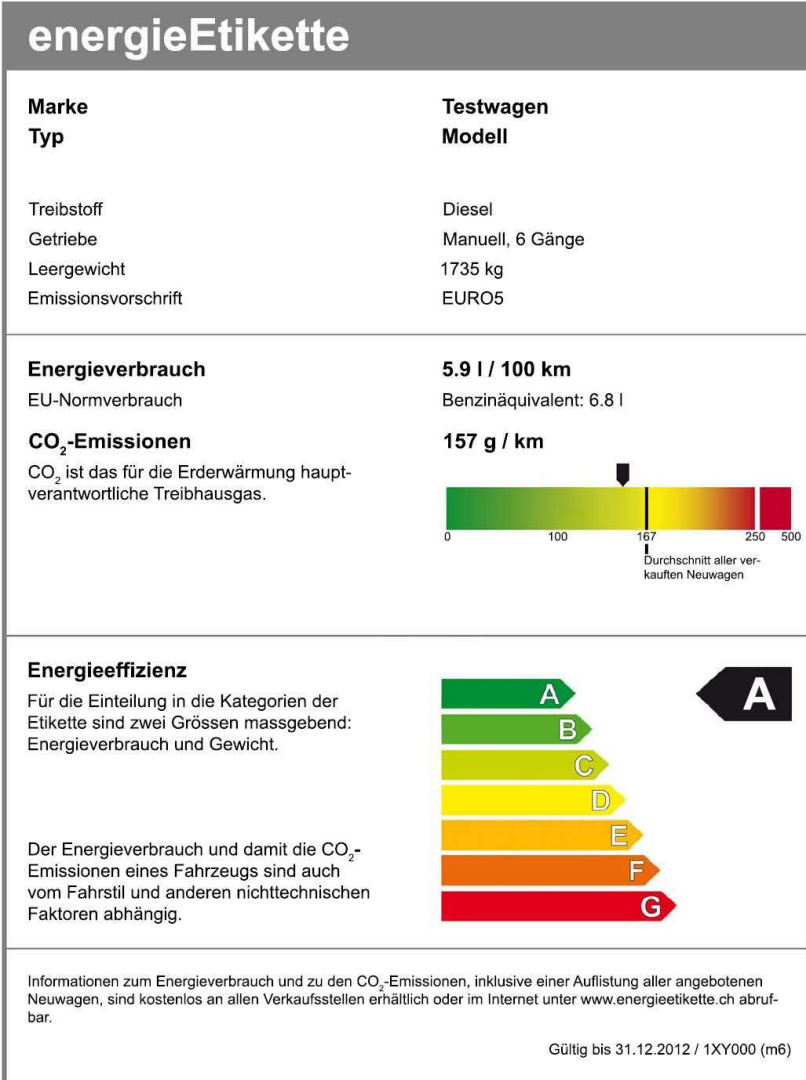 energieEtikette
Marke Testwagen
Typ Modell
Treibstoff Diesel
Getriebe Manuell, 6 Gänge
Leergewicht 1735 kg
Emissionsvorschrift EURO5
Energieverbrauch 5.9 l / 100 km
EU-Normverbrauch Benzinäquivalent: 6.8 l
CO₂-Emissionen 157 g / km
CO₂ ist das für die Erderwärmung haupt-
verantwortliche Treibhausgas.
0 100 167 250 500
Durchschnitt aller ver-
kauften Neuwagen
Energieeffizienz
Für die Einteilung in die Kategorien der
Etikette sind zwei Grössen massgebend:
Energieverbrauch und Gewicht.
A A
B
C
D
E
F
G
Der Energieverbrauch und damit die CO₂-
Emissionen eines Fahrzeugs sind auch
vom Fahrstil und anderen nichttechnischen
Faktoren abhängig.
Informationen zum Energieverbrauch und zu den CO₂-Emissionen, inklusive einer Auflistung aller angebotenen
Neuwagen, sind kostenlos an allen Verkaufsstellen erhältlich oder im Internet unter www.energieetikette.ch abruf-
bar.
Gültig bis 31.12.2012 / 1XY000 (m6)